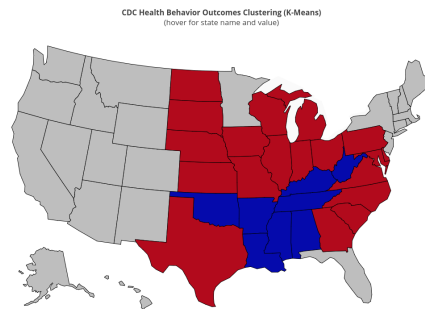 CDC Health Behavior Outcomes Clustering (K-Means)
(hover for state name and value)